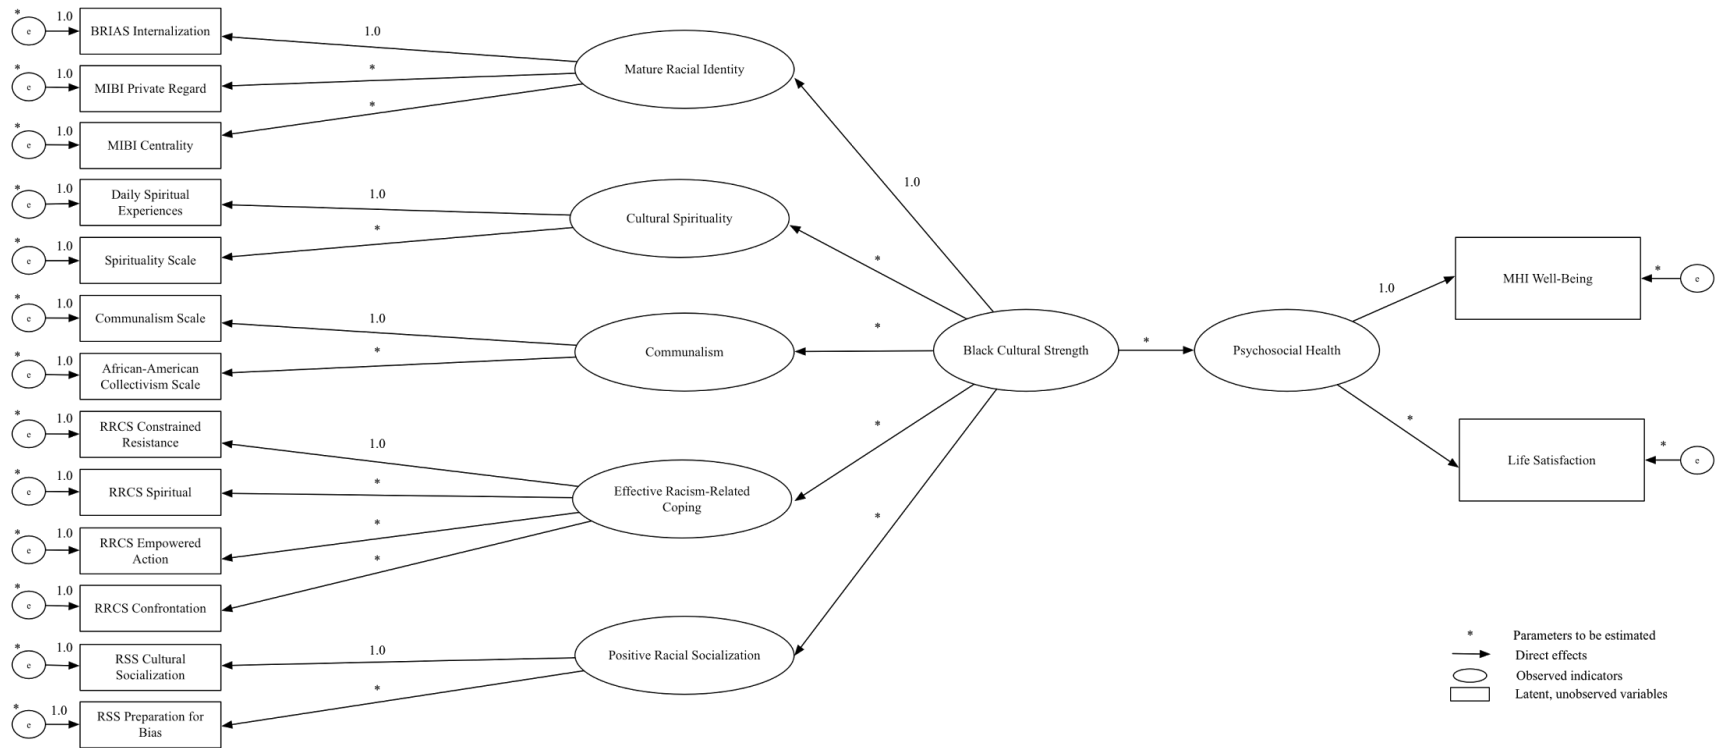 *
e
1.0
BRIAS Internalization
*
e
1.0
MIBI Private Regard
*
e
1.0
MIBI Centrality
*
e
1.0
Daily Spiritual
Experiences
*
e
1.0
Spirituality Scale
*
e
1.0
Communalism Scale
*
e
1.0
African-American
Collectivism Scale
*
e
1.0
RRCS Constrained
Resistance
*
e
1.0
RRCS Spiritual
*
e
1.0
RRCS Empowered
Action
*
e
1.0
RRCS Confrontation
*
e
1.0
RSS Cultural
Socialization
*
e
1.0
RSS Preparation for
Bias
1.0
*
*
Mature Racial Identity
1.0
*
Cultural Spirituality
1.0
*
Communalism
1.0
*
*
*
Effective Racism-Related
Coping
1.0
*
Positive Racial Socialization
1.0
*
*
*
*
Black Cultural Strength
*
Psychosocial Health
1.0
*
MHI Well-Being
*
e
Life Satisfaction
*
e
* Parameters to be estimated
Direct effects
Observed indicators
Latent, unobserved variables